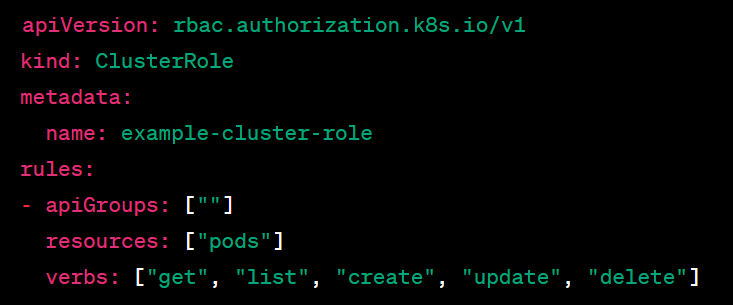 apiVersion: rbac.authorization.k8s.io/v1
kind: ClusterRole
metadata:
  name: example-cluster-role
rules:
- apiGroups: [""]
  resources: ["pods"]
  verbs: ["get", "list", "create", "update", "delete"]